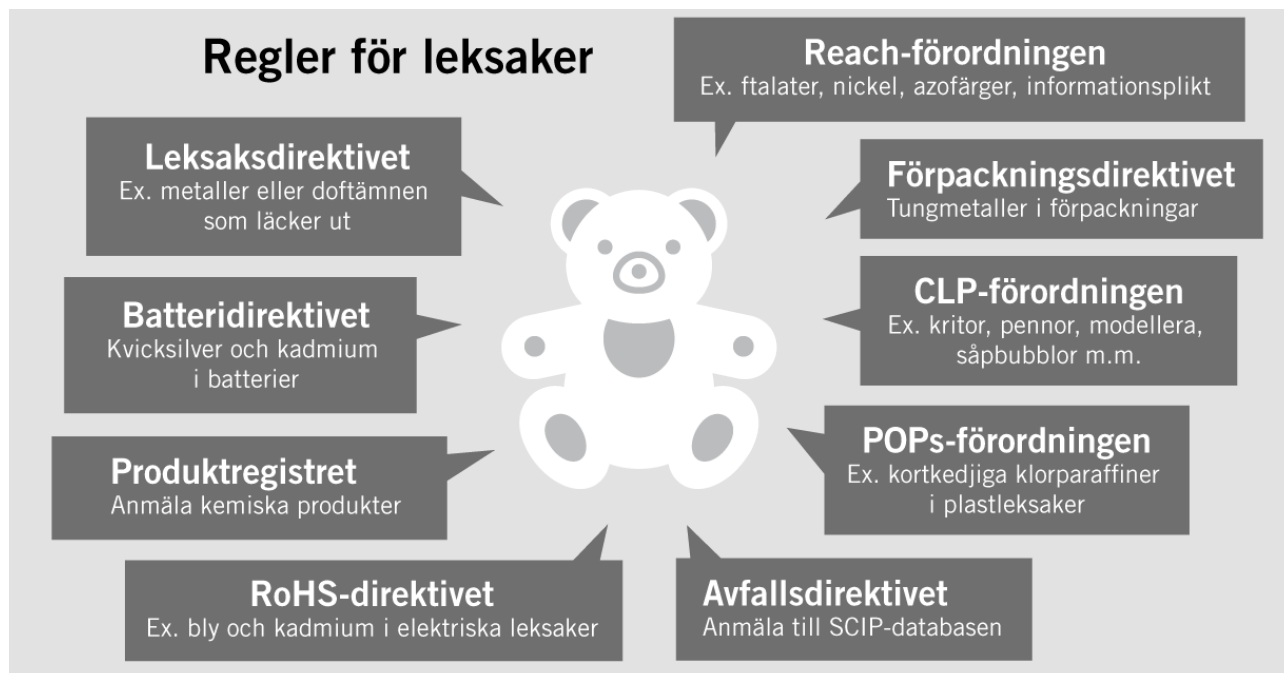 Regler för leksaker
Reach-förordningen
Ex. ftalater, nickel, azofärger, informationsplikt
Leksaksdirektivet
Ex. metaller eller doftämnen
som läcker ut
Förpackningsdirektivet
Tungmetaller i förpackningar
Batteridirektivet
Kvicksilver och kadmium
i batterier
CLP-förordningen
Ex. kritor, pennor, modellera,
såpbubblor m.m.
Produktregistret
Anmäla kemiska produkter
POPs-förordningen
Ex. kortkedjiga klorparaffiner
i plastleksaker
RoHS-direktivet
Ex. bly och kadmium i elektriska leksaker
Avfallsdirektivet
Anmäla till SCIP-databasen